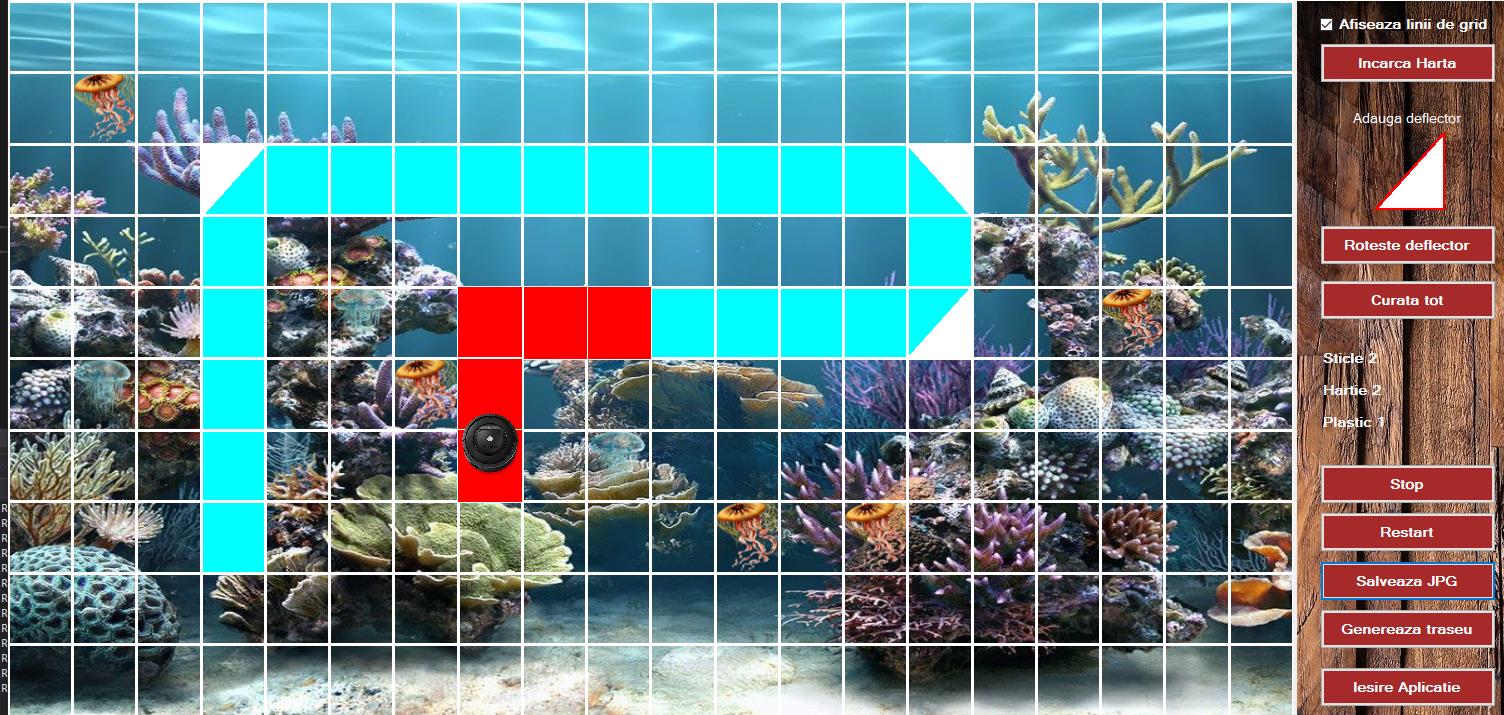 Afiseaza linii de grid
Incarca Harta
Adauga deflector
Roteste deflector
Curata tot
Sticle 2
Hartie 2
Plastic 1
Stop
Restart
Salveaza JPG
Genereaza traseu
Iesire Aplicatie
R
R
R
R
R
R
R
R
R
R
R
R
R